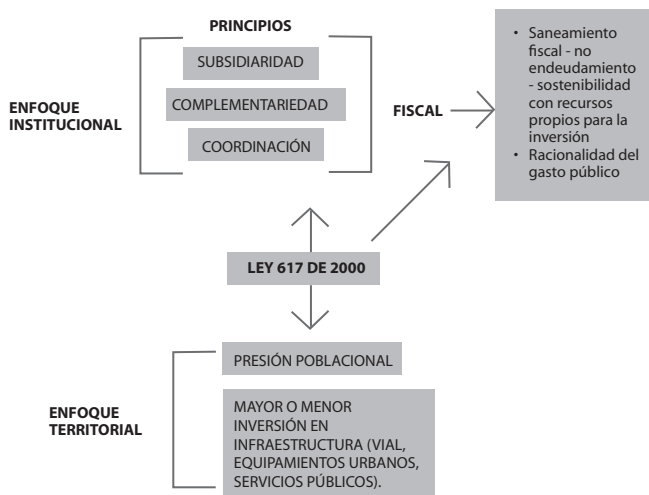 PRINCIPIOS
SUBSIDIARIDAD
COMPLEMENTARIEDAD
COORDINACIÓN
ENFOQUE
INSTITUCIONAL
FISCAL
• Saneamiento
fiscal - no
endeudamiento
- sostenibilidad
con recursos
propios para la
inversión
• Racionalidad del
gasto público
LEY 617 DE 2000
PRESIÓN POBLACIONAL
ENFOQUE
TERRITORIAL
MAYOR O MENOR
INVERSIÓN EN
INFRAESTRUCTURA (VIAL,
EQUIPAMIENTOS URBANOS,
SERVICIOS PÚBLICOS).